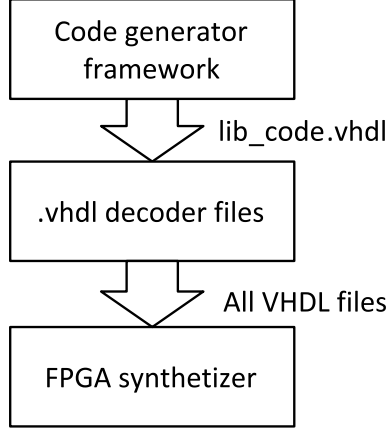 Code generator
framework
lib_code.vhdl
.vhdl decoder files
All VHDL files
FPGA synthetizer